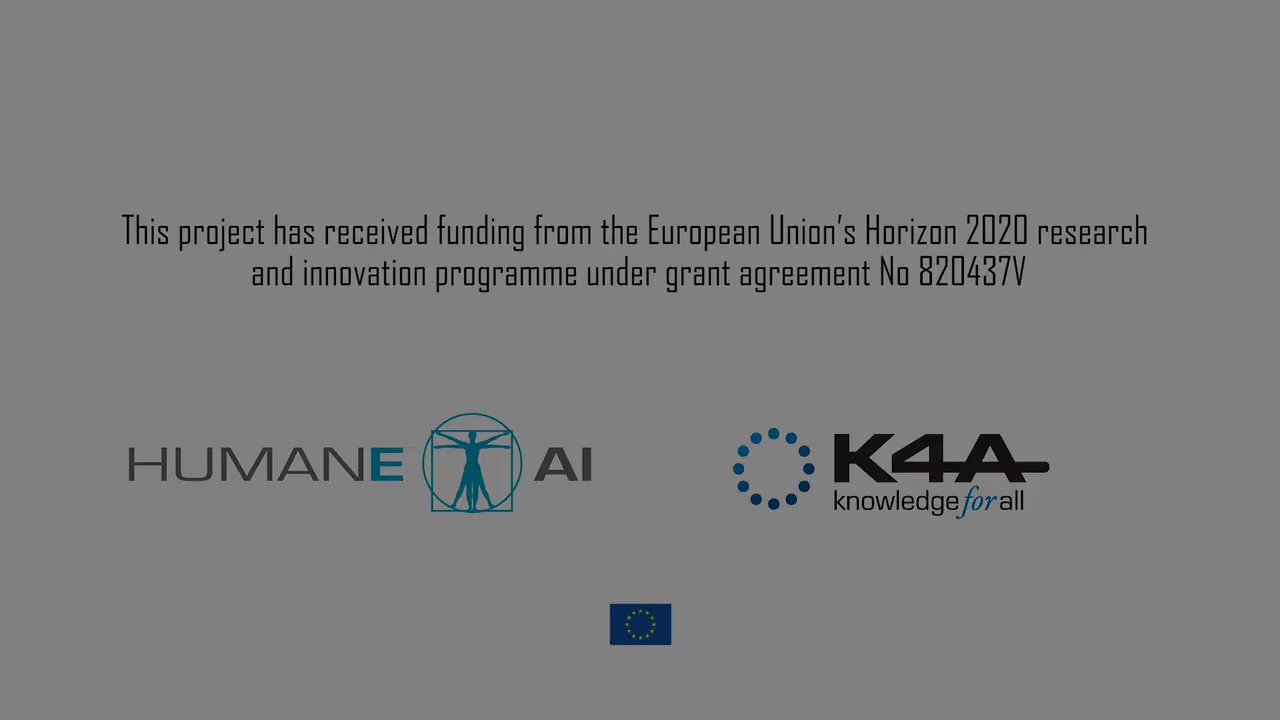 This project has received funding from the European Union’s Horizon 2020 research
and innovation programme under grant agreement No 820437V
HUMANE AI
K4A
knowledge for all